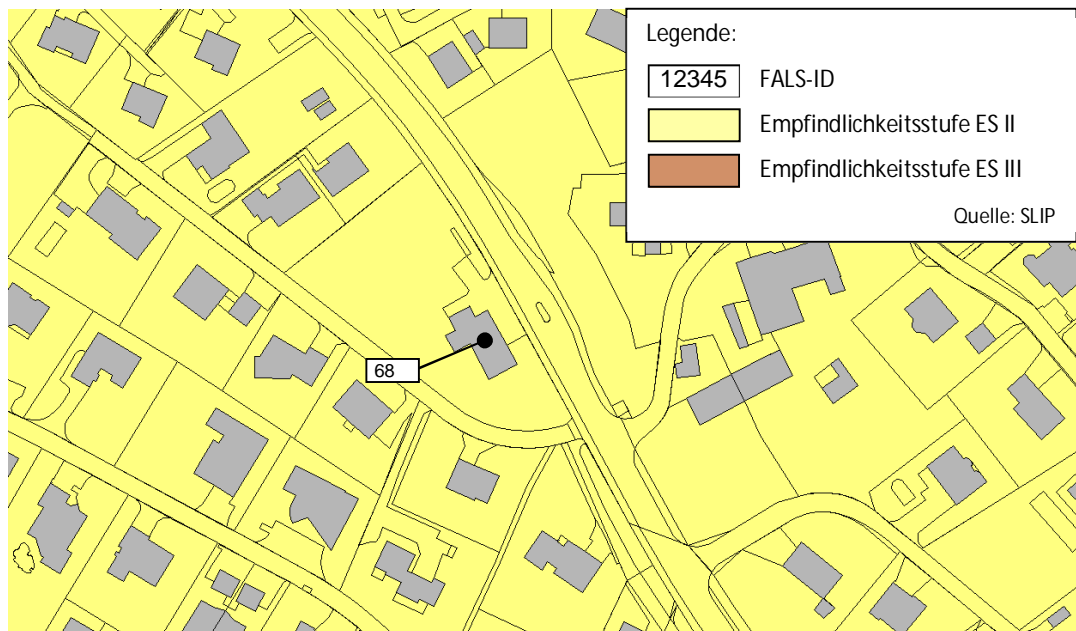 Legende:
12345 FALS-ID
Empfindlichkeitsstufe ES II
Empfindlichkeitsstufe ES III
Quelle: SLIP
68